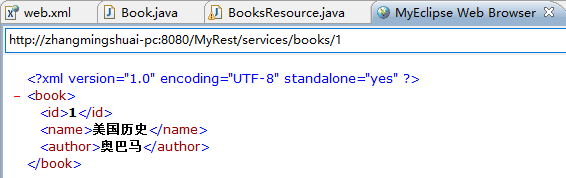 web.xml Book.java BooksResource.java MyEclipse Web Browser
http://zhangmingshuai-pc:8080/MyRest/services/books/1
<?xml version="1.0" encoding="UTF-8" standalone="yes" ?>
- <book>
<id>1</id>
<name>美国历史</name>
<author>奥巴马</author>
</book>